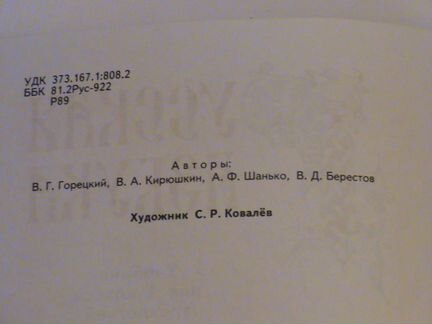 УДК 373.167.1:808.2
ББК 81.2Рус-922
Р89
Авторы:
В. Г. Горецкий, В. А. Кирюшкин, А. Ф. Шанько, В. Д. Берестов
Художник С. Р. Ковалёв